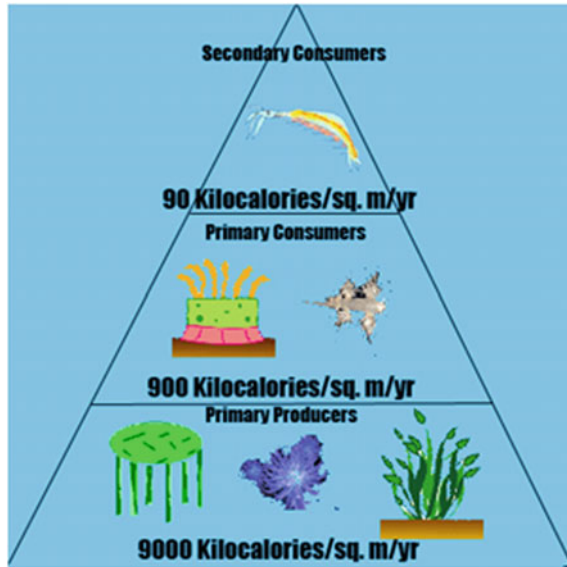 Secondary Consumers
90 Kilocalories/sq. m/yr
Primary Consumers
900 Kilocalories/sq. m/yr
Primary Producers
9000 Kilocalories/sq. m/yr